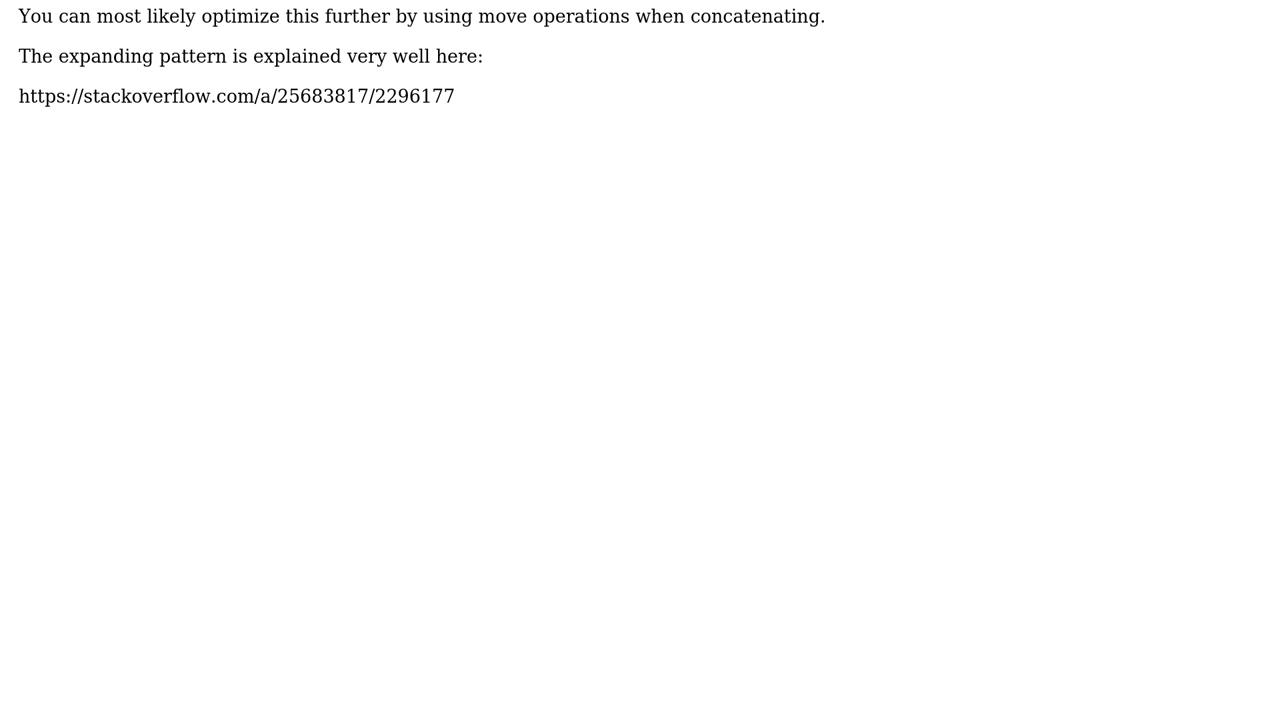 You can most likely optimize this further by using move operations when concatenating.
The expanding pattern is explained very well here:
https://stackoverflow.com/a/25683817/2296177